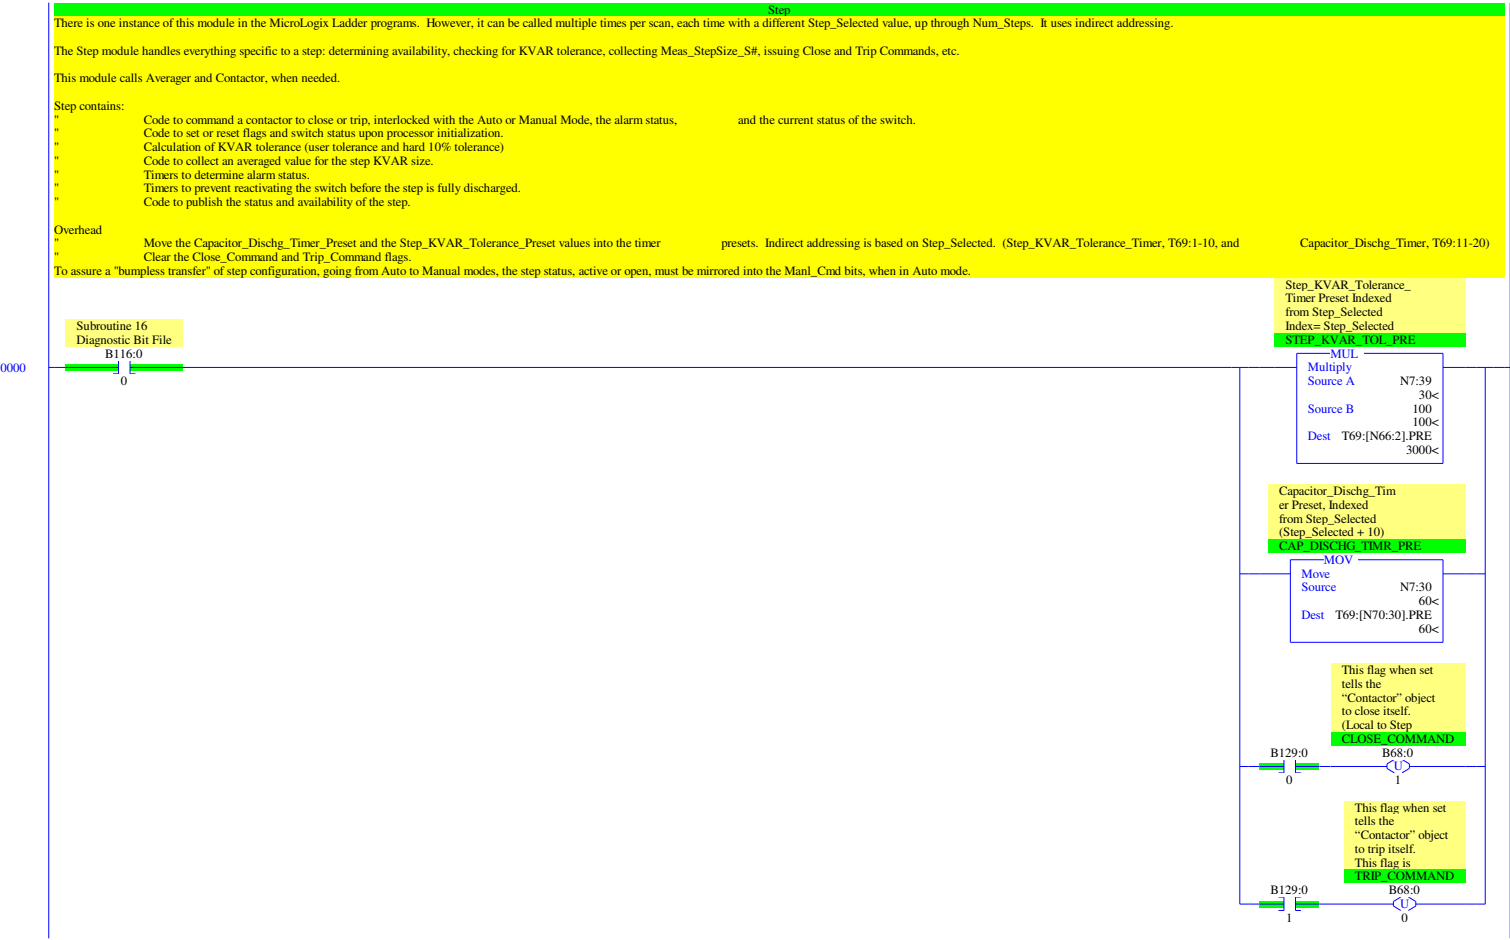 Step
There is one instance of this module in the MicroLogix Ladder programs.  However, it can be called multiple times per scan, each time with a different Step_Selected value, up through Num_Steps.  It uses indirect addressing.
The Step module handles everything specific to a step: determining availability, checking for KVAR tolerance, collecting Meas_StepSize_S#, issuing Close and Trip Commands, etc.
This module calls Averager and Contactor, when needed.
Step contains:
" Code to command a contactor to close or trip, interlocked with the Auto or Manual Mode, the alarm status, and the current status of the switch.
" Code to set or reset flags and switch status upon processor initialization.
" Calculation of KVAR tolerance (user tolerance and hard 10% tolerance)
" Code to collect an averaged value for the step KVAR size.
" Timers to determine alarm status.
" Timers to prevent reactivating the switch before the step is fully discharged.
" Code to publish the status and availability of the step.
Overhead
" Move the Capacitor_Dischg_Timer_Preset and the Step_KVAR_Tolerance_Preset values into the timer presets.  Indirect addressing is based on Step_Selected.  (Step_KVAR_Tolerance_Timer, T69:1-10, and Capacitor_Dischg_Timer, T69:11-20)
" Clear the Close_Command and Trip_Command flags.
To assure a "bumpless transfer" of step configuration, going from Auto to Manual modes, the step status, active or open, must be mirrored into the Manl_Cmd bits, when in Auto mode.
Subroutine 16
Diagnostic Bit File
B116:0
0
0000
Step_KVAR_Tolerance_
Timer Preset Indexed
from Step_Selected
Index= Step_Selected
STEP_KVAR_TOL_PRE
MUL
Multiply
Source A N7:39
30<
Source B 100
100<
Dest T69:[N66:2].PRE
3000<
Capacitor_Dischg_Tim
er Preset, Indexed
from Step_Selected
(Step_Selected + 10)
CAP_DISCHG_TIMR_PRE
MOV
Move
Source N7:30
60<
Dest T69:[N70:30].PRE
60<
This flag when set
tells the
“Contactor” object
to close itself.
(Local to Step
CLOSE_COMMAND
B129:0 B68:0
U
0 1
This flag when set
tells the
“Contactor” object
to trip itself.
This flag is
TRIP_COMMAND
B129:0 B68:0
U
1 0